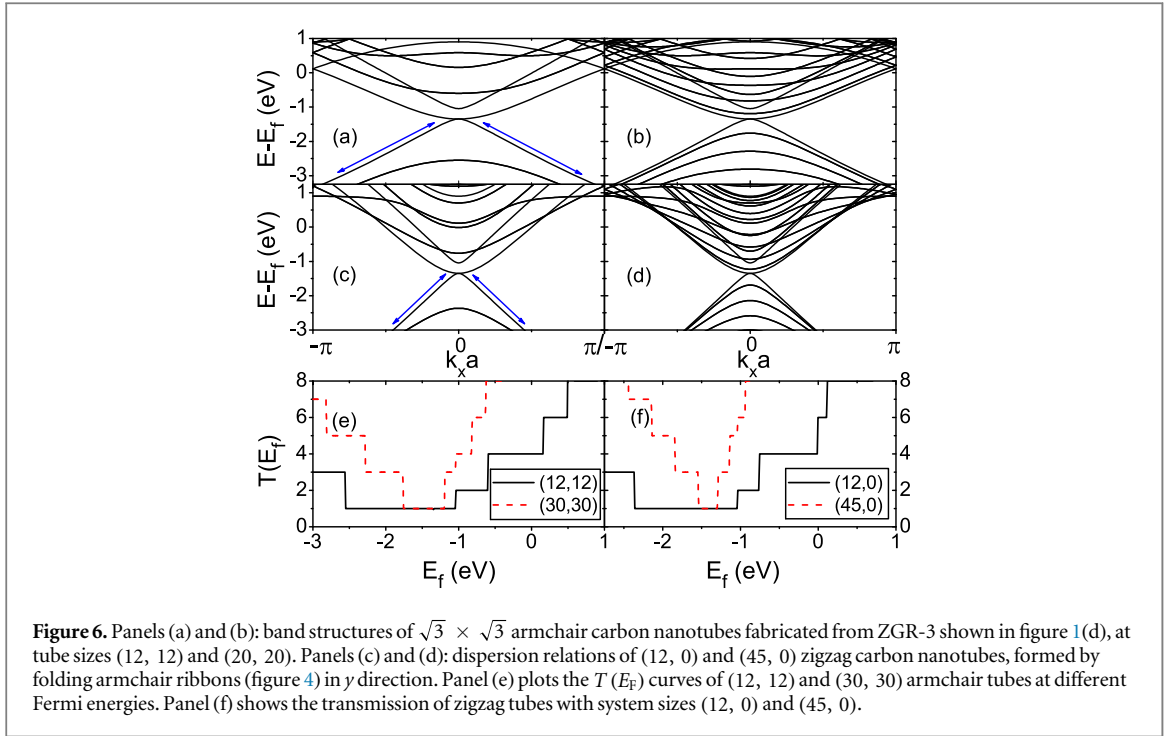 1
0
-1
-2
-3
E-E_f (eV)
(a)
(b)
1
0
-1
-2
-3
E-E_f (eV)
(c)
(d)
-π
0
π/-π
0
π
k_x a
k_x a
8
6
4
2
0
T(E_f)
(e)
(12,12)
(30,30)
(f)
(12,0)
(45,0)
8
6
4
2
0
-3
-2
-1
0
1
-2
-1
0
1
E_f (eV)
E_f (eV)
Figure 6. Panels (a) and (b): band structures of √3 × √3 armchair carbon nanotubes fabricated from ZGR-3 shown in figure 1(d), at
tube sizes (12, 12) and (20, 20). Panels (c) and (d): dispersion relations of (12, 0) and (45, 0) zigzag carbon nanotubes, formed by
folding armchair ribbons (figure 4) in y direction. Panel (e) plots the T (E_F) curves of (12, 12) and (30, 30) armchair tubes at different
Fermi energies. Panel (f) shows the transmission of zigzag tubes with system sizes (12, 0) and (45, 0).